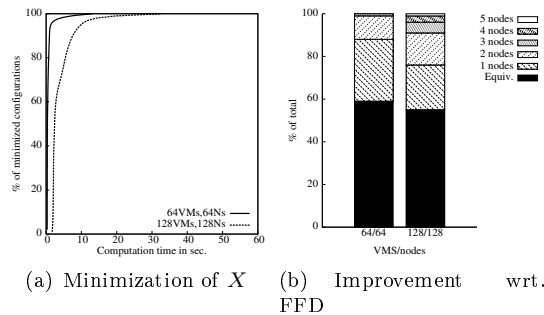 100
80
60
40
20
0
% of minimized configurations
64VMs,64Ns
128VMs,128Ns
0 10 20 30 40 50 60
Computation time in sec.
(a) Minimization of X
100
80
60
40
20
0
% of total
64/64 128/128
VMS/nodes
5 nodes
4 nodes
3 nodes
2 nodes
1 nodes
Equiv.
(b) Improvement wrt.
FFD